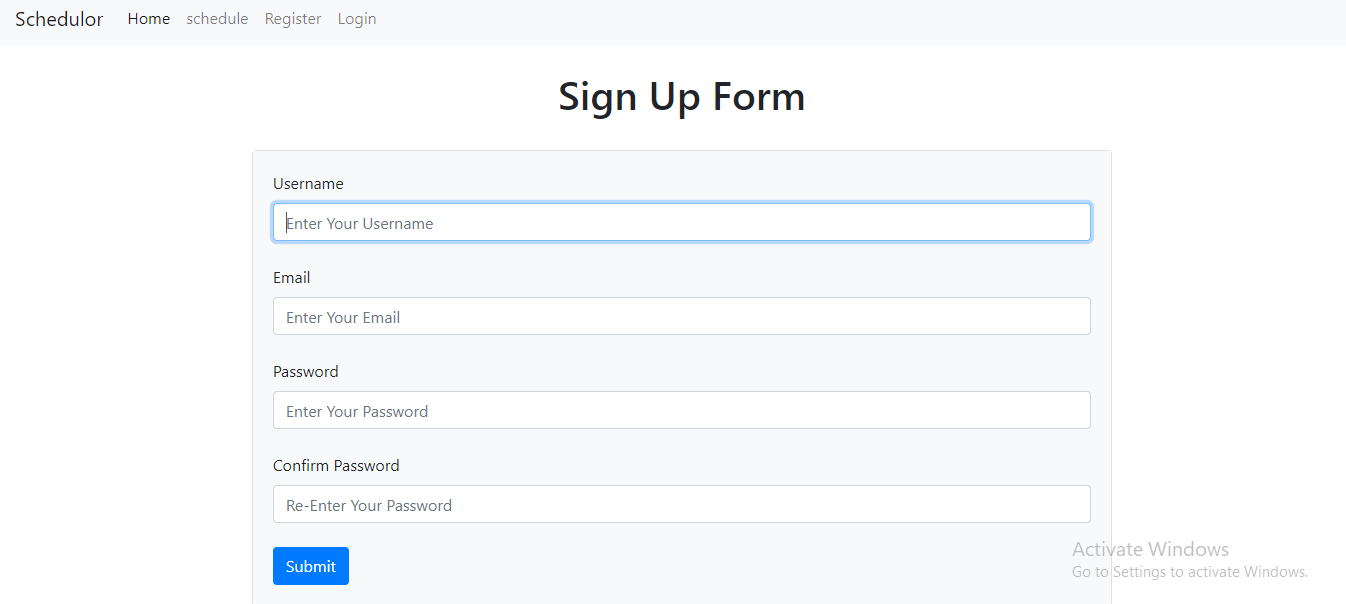 Schedulor Home schedule Register Login
Sign Up Form
Username
Enter Your Username
Email
Enter Your Email
Password
Enter Your Password
Confirm Password
Re-Enter Your Password
Submit
Activate Windows
Go to Settings to activate Windows.